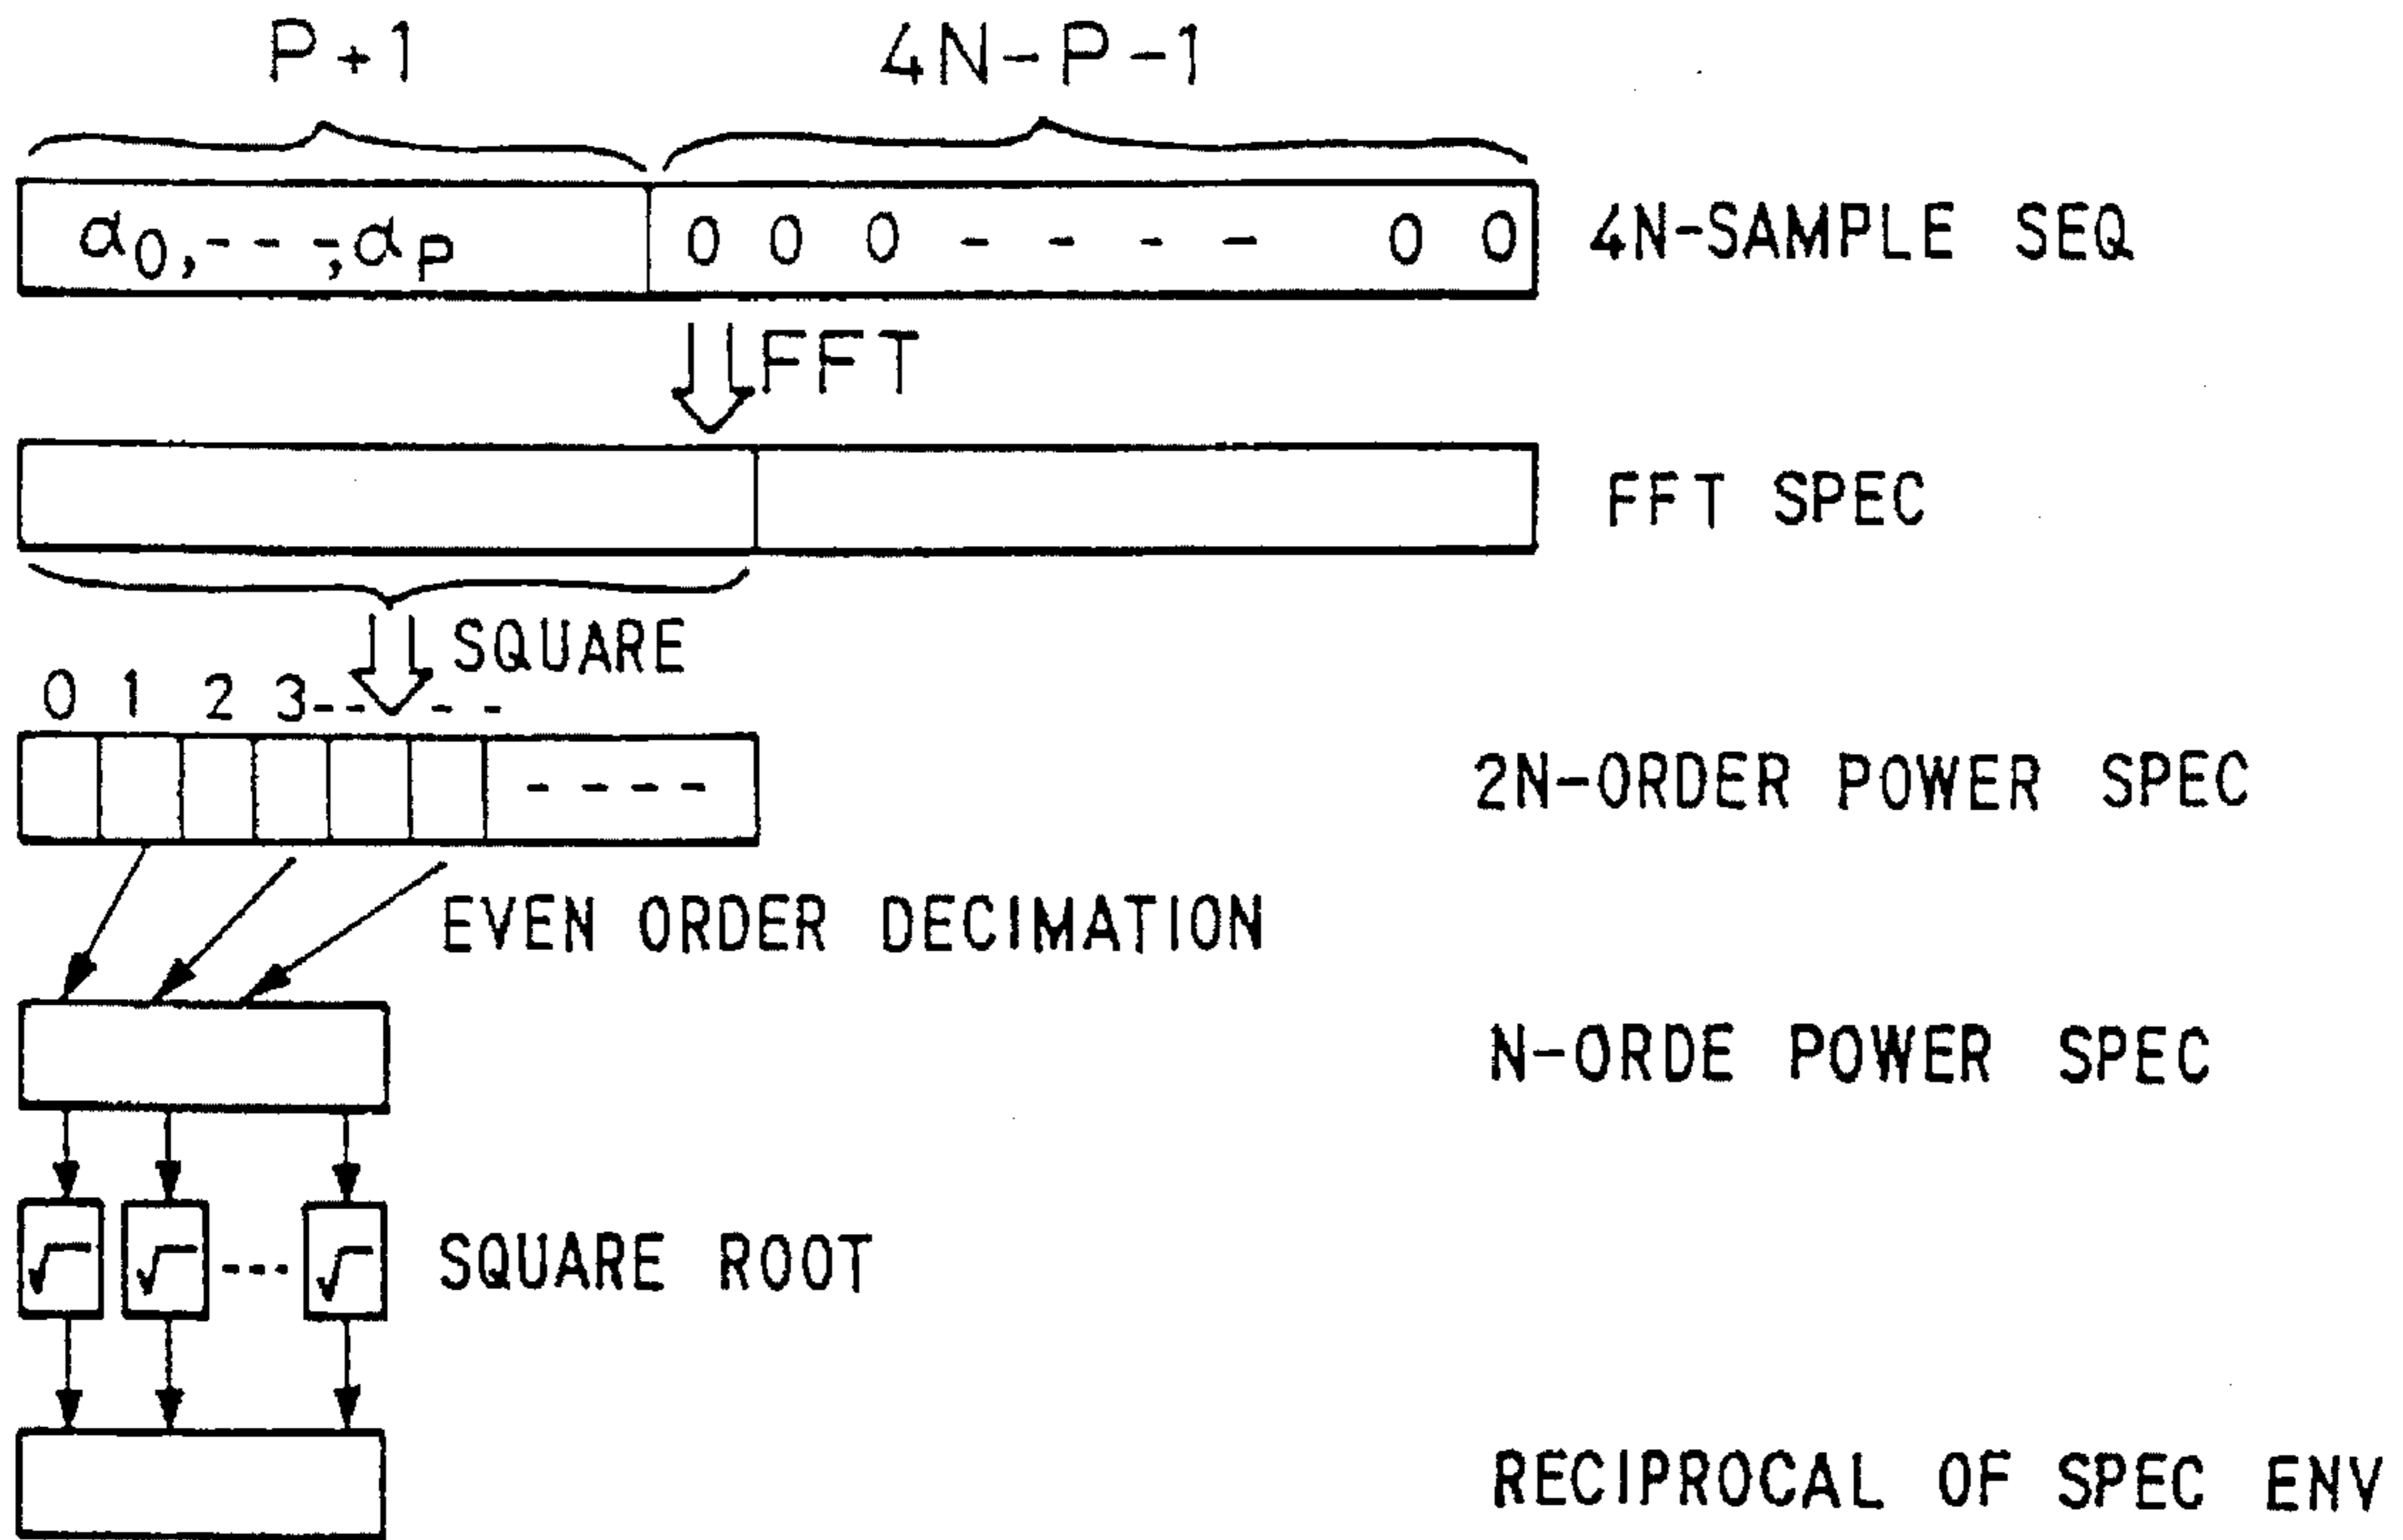 P+1 4N-P-1
α0,---,αP 0 0 0 ---- 0 0 4N-SAMPLE SEQ
FFT
FFT SPEC
SQUARE
0 1 2 3-- --
---- 2N-ORDER POWER SPEC
EVEN ORDER DECIMATION
N-ORDE POWER SPEC
√ √ --- √ SQUARE ROOT
RECIPROCAL OF SPEC ENV